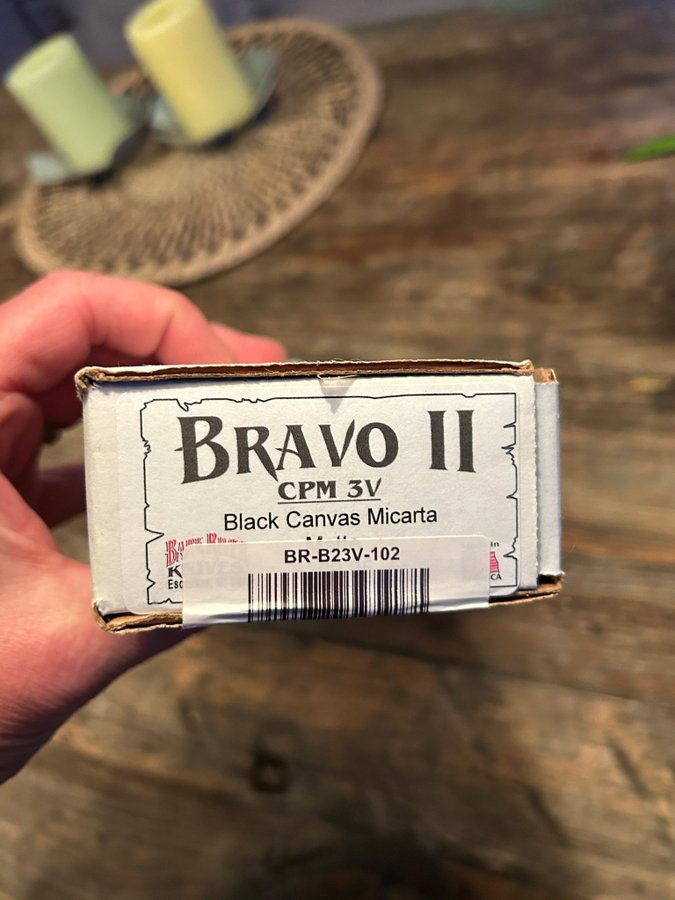 BRAVO II
CPM 3V
Black Canvas Micarta
BR-B23V-102